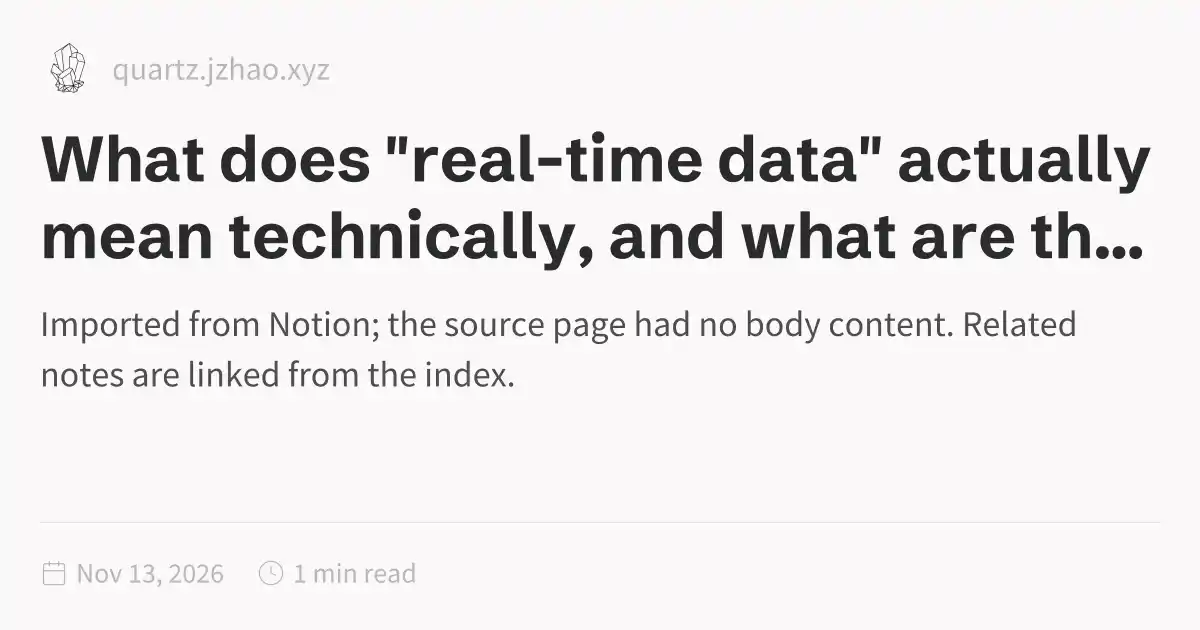 quartz.jzhao.xyz
What does "real-time data" actually
mean technically, and what are th...
Imported from Notion; the source page had no body content. Related
notes are linked from the index.
Nov 13, 2026 1 min read